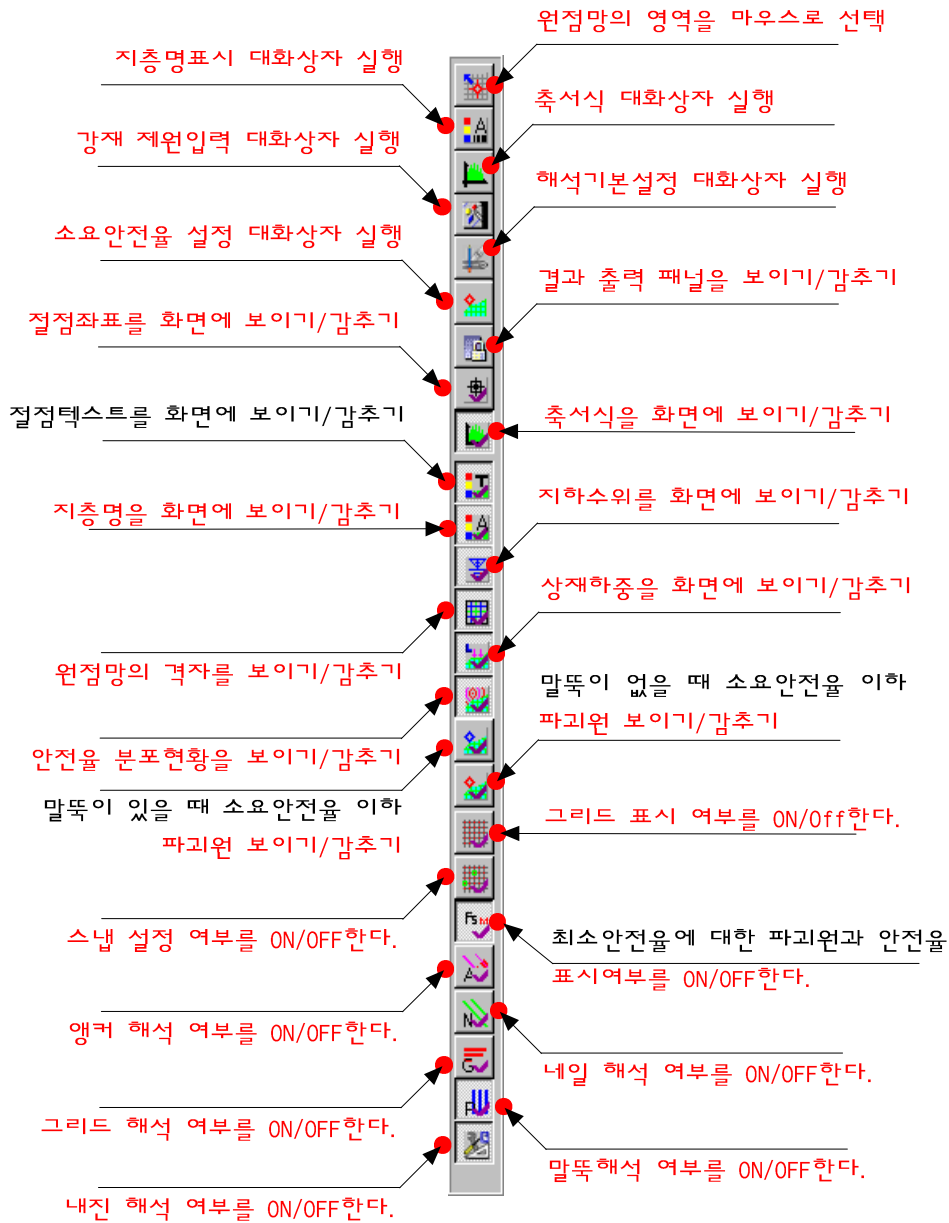 원점망의 영역을 마우스로 선택
지층명표시 대화상자 실행
축서식 대화상자 실행
강재 제원입력 대화상자 실행
해석기본설정 대화상자 실행
소요안전율 설정 대화상자 실행
결과 출력 패널을 보이기/감추기
절점좌표를 화면에 보이기/감추기
절점텍스트를 화면에 보이기/감추기
축서식을 화면에 보이기/감추기
지층명을 화면에 보이기/감추기
지하수위를 화면에 보이기/감추기
상재하중을 화면에 보이기/감추기
원점망의 격자를 보이기/감추기
말뚝이 없을 때 소요안전율 이하
파괴원 보이기/감추기
안전율 분포현황을 보이기/감추기
말뚝이 있을 때 소요안전율 이하
파괴원 보이기/감추기
그리드 표시 여부를 ON/Off한다.
스냅 설정 여부를 ON/OFF한다.
최소안전율에 대한 파괴원과 안전율
표시여부를 ON/OFF한다.
앵커 해석 여부를 ON/OFF한다.
네일 해석 여부를 ON/OFF한다.
그리드 해석 여부를 ON/OFF한다.
말뚝해석 여부를 ON/OFF한다.
내진 해석 여부를 ON/OFF한다.
A
T
A
Fs
A
N
G